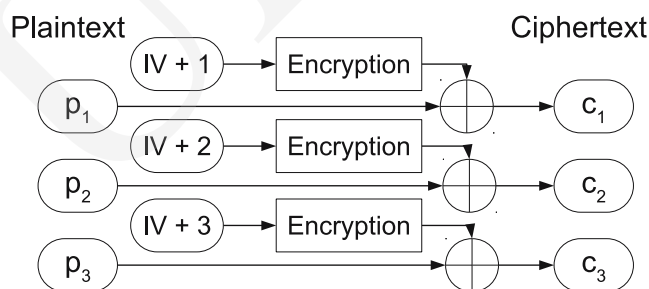 Plaintext Ciphertext
IV + 1 Encryption
p1 c1
IV + 2 Encryption
p2 c2
IV + 3 Encryption
p3 c3